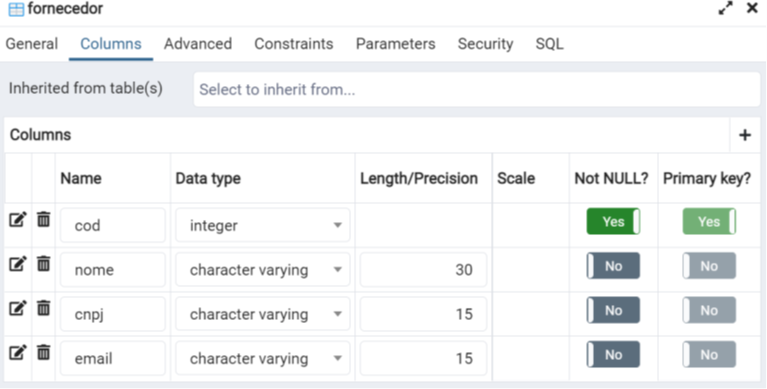 fornecedor
General Columns Advanced Constraints Parameters Security SQL
Inherited from table(s) Select to inherit from...
Columns
Name Data type Length/Precision Scale Not NULL? Primary key?
cod integer Yes Yes
nome character varying 30 No No
cnpj character varying 15 No No
email character varying 15 No No